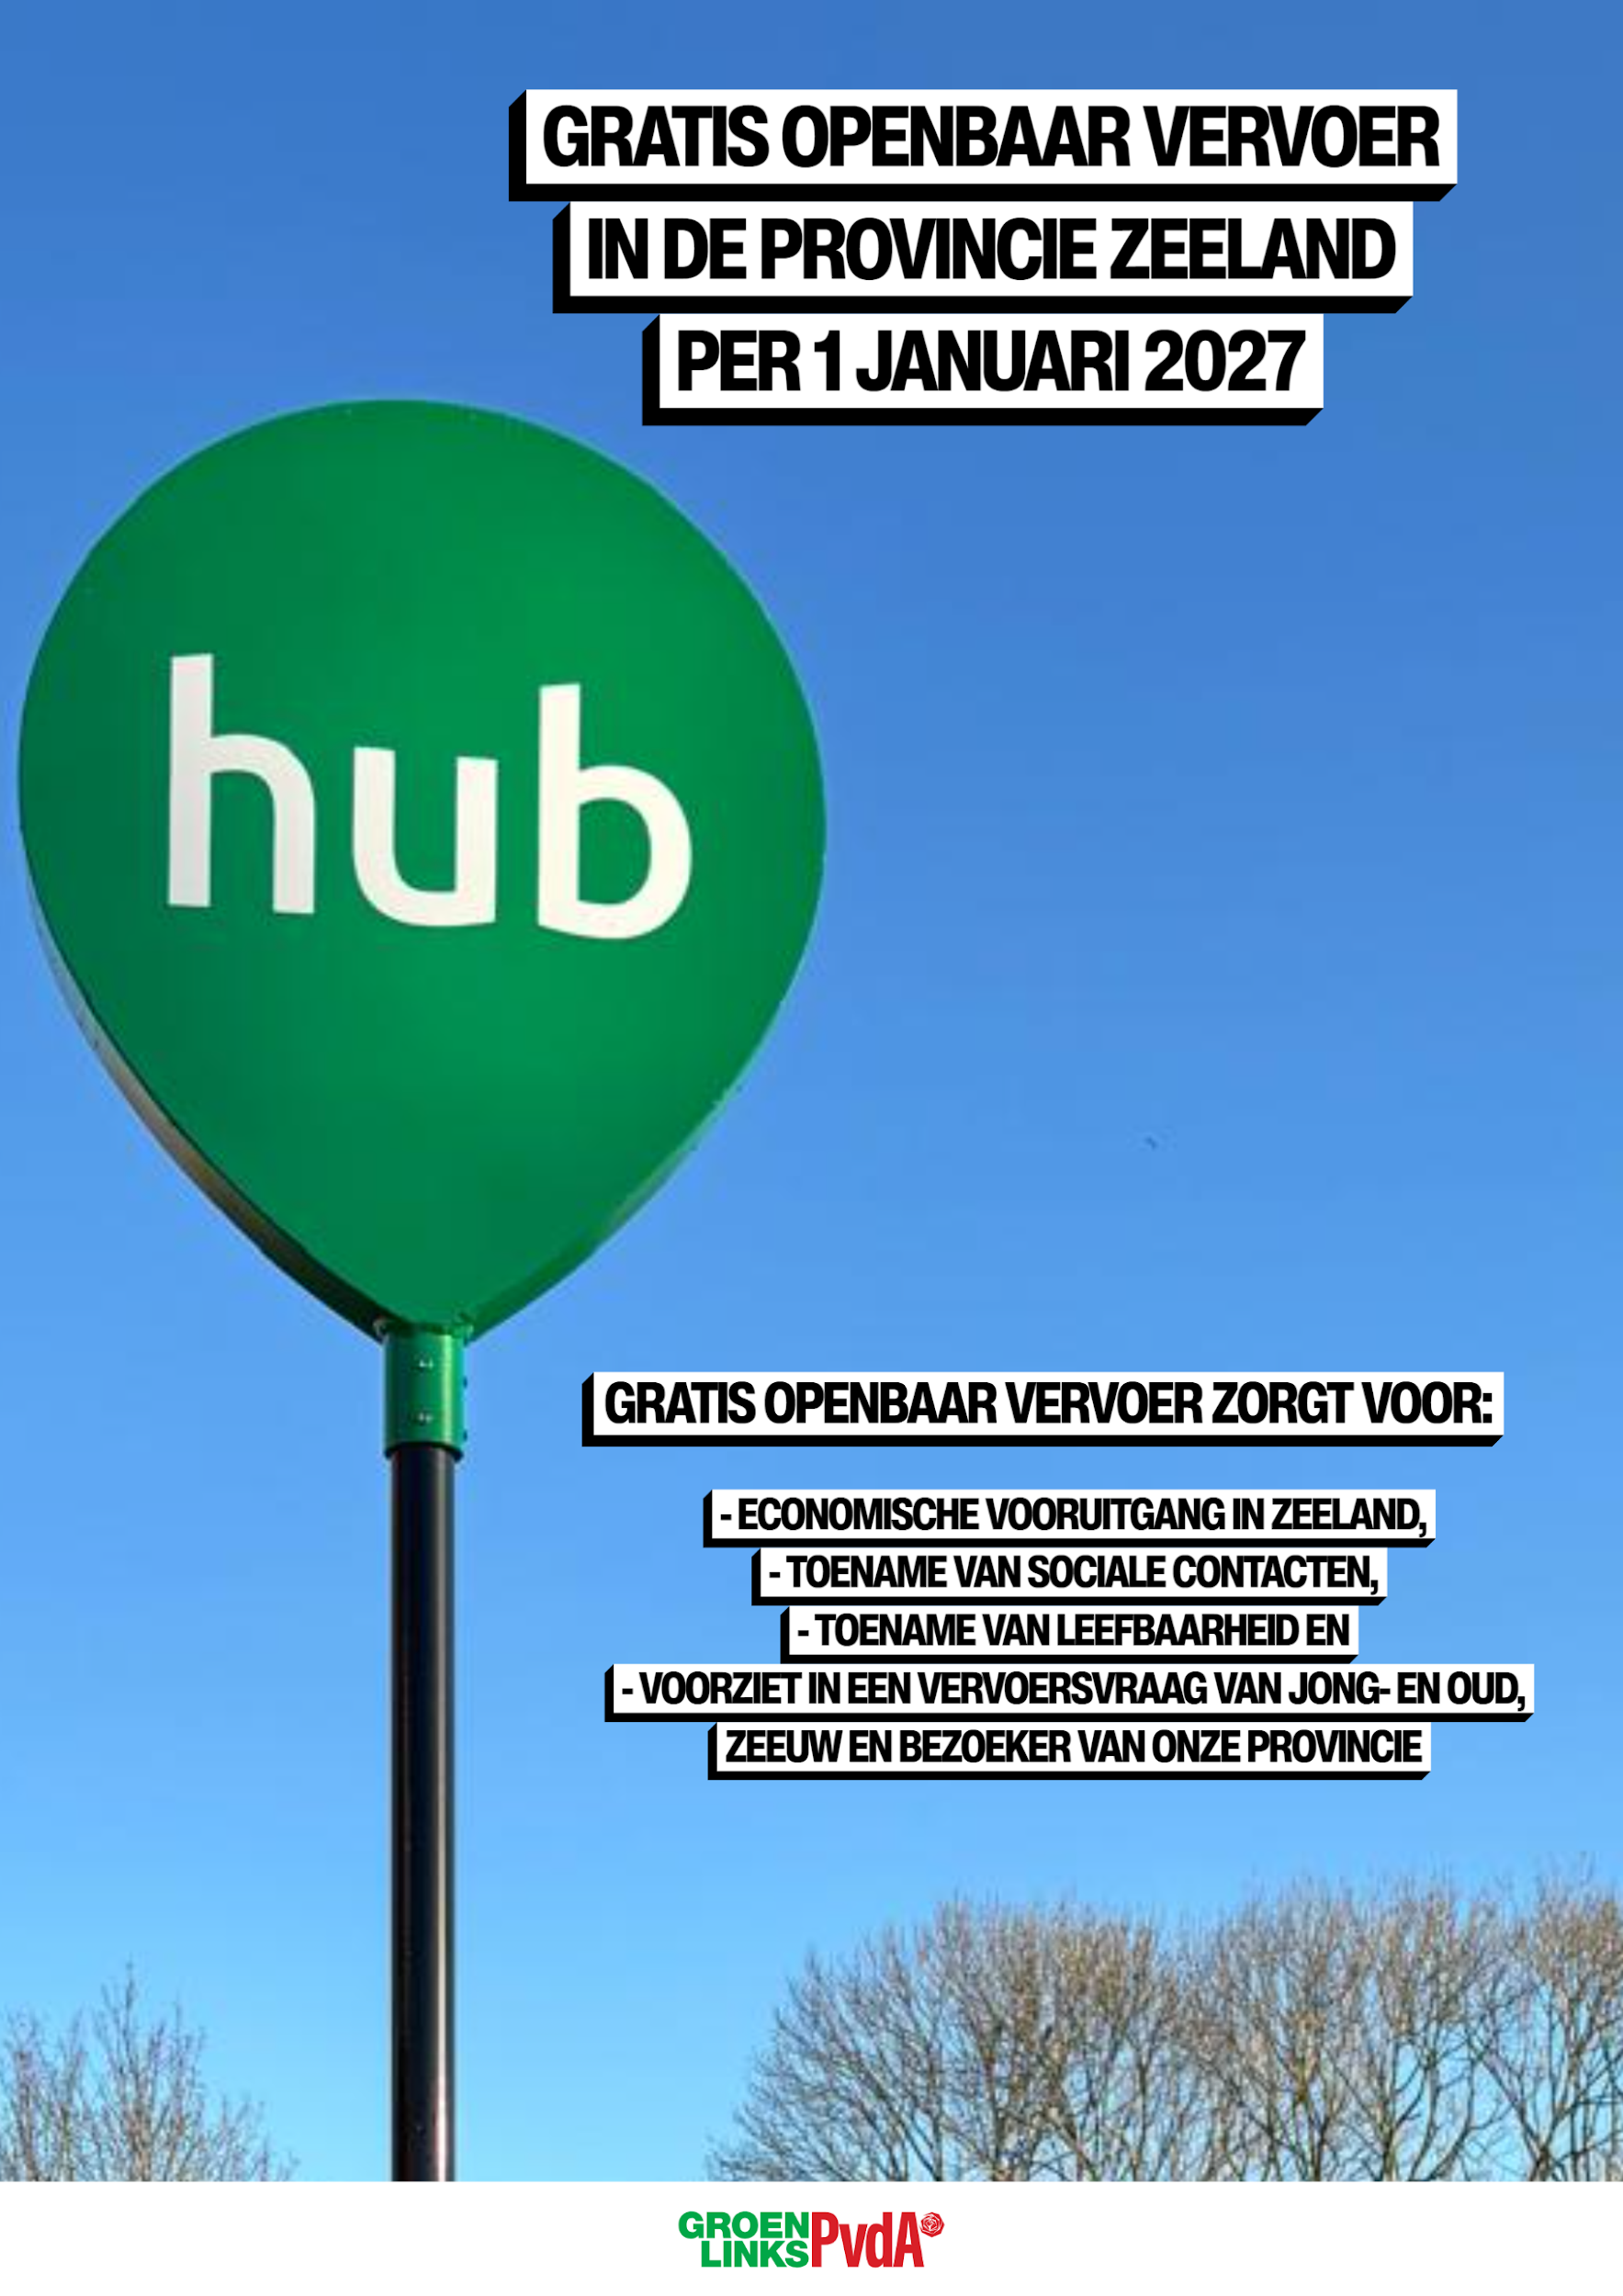 GRATIS OPENBAAR VERVOER
IN DE PROVINCIE ZEELAND
PER 1 JANUARI 2027
hub
GRATIS OPENBAAR VERVOER ZORGT VOOR:
- ECONOMISCHE VOORUITGANG IN ZEELAND,
- TOENAME VAN SOCIALE CONTACTEN,
- TOENAME VAN LEEFBAARHEID EN
- VOORZIET IN EEN VERVOERSVRAAG VAN JONG- EN OUD,
ZEEUW EN BEZOEKER VAN ONZE PROVINCIE
GROEN
LINKS PvdA